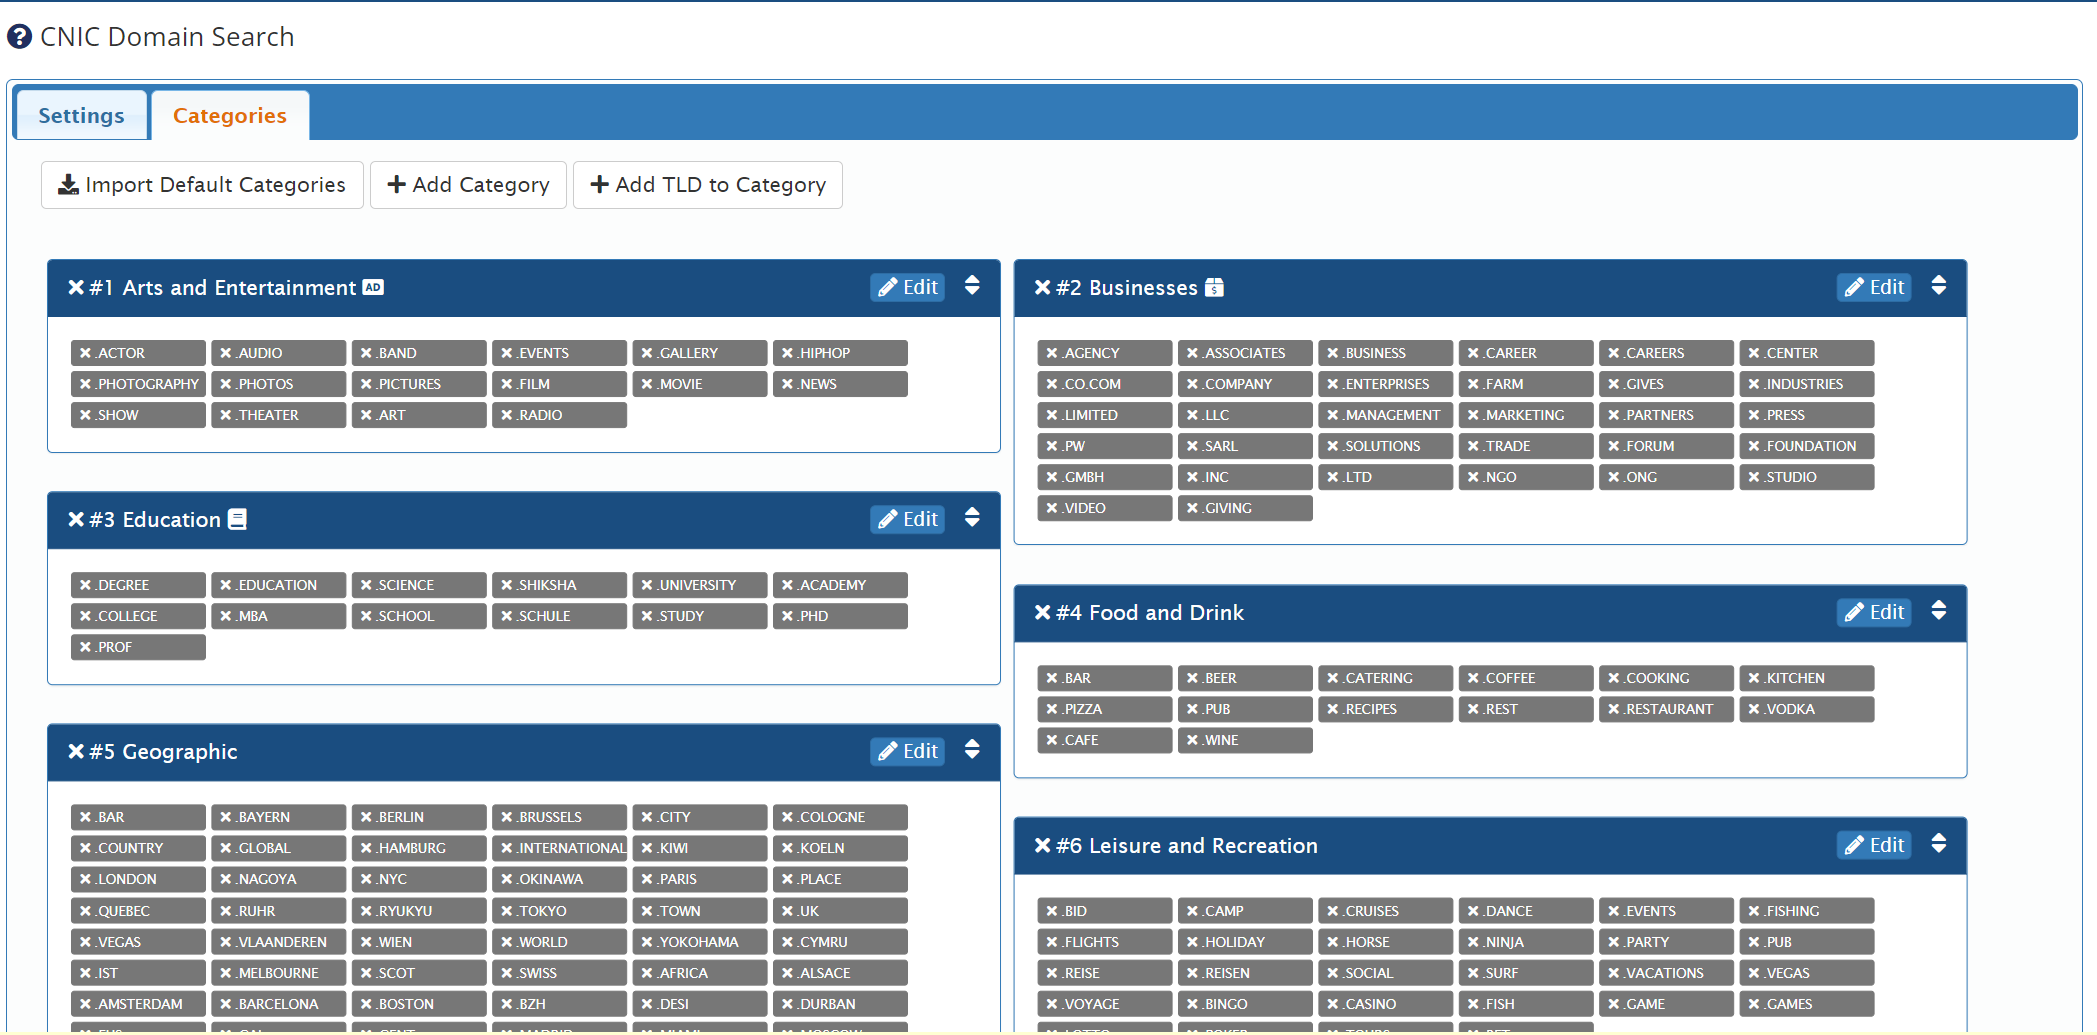 CNIC Domain Search
Settings
Categories
Import Default Categories
Add Category
Add TLD to Category
#1 Arts and Entertainment AD
Edit
.ACTOR .AUDIO .BAND .EVENTS .GALLERY .HIPHOP
.PHOTOGRAPHY .PHOTOS .PICTURES .FILM .MOVIE .NEWS
.SHOW .THEATER .ART .RADIO
#2 Businesses
Edit
.AGENCY .ASSOCIATES .BUSINESS .CAREER .CAREERS .CENTER
.CO.COM .COMPANY .ENTERPRISES .FARM .GIVES .INDUSTRIES
.LIMITED .LLC .MANAGEMENT .MARKETING .PARTNERS .PRESS
.PW .SARL .SOLUTIONS .TRADE .FORUM .FOUNDATION
.GMBH .INC .LTD .NGO .ONG .STUDIO
.VIDEO .GIVING
#3 Education
Edit
.DEGREE .EDUCATION .SCIENCE .SHIKSHA .UNIVERSITY .ACADEMY
.COLLEGE .MBA .SCHOOL .SCHULE .STUDY .PHD
.PROF
#4 Food and Drink
Edit
.BAR .BEER .CATERING .COFFEE .COOKING .KITCHEN
.PIZZA .PUB .RECIPES .REST .RESTAURANT .VODKA
.CAFE .WINE
#5 Geographic
Edit
.BAR .BAYERN .BERLIN .BRUSSELS .CITY .COLOGNE
.COUNTRY .GLOBAL .HAMBURG .INTERNATIONAL .KIWI .KOELN
.LONDON .NAGOYA .NYC .OKINAWA .PARIS .PLACE
.QUEBEC .RUHR .RYUKYU .TOKYO .TOWN .UK
.VEGAS .VLAANDEREN .WIEN .WORLD .YOKOHAMA .CYMRU
.IST .MELBOURNE .SCOT .SWISS .AFRICA .ALSACE
.AMSTERDAM .BARCELONA .BOSTON .BZH .DESI .DURBAN
#6 Leisure and Recreation
Edit
.BID .CAMP .CRUISES .DANCE .EVENTS .FISHING
.FLIGHTS .HOLIDAY .HORSE .NINJA .PARTY .PUB
.REISE .REISEN .SOCIAL .SURF .VACATIONS .VEGAS
.VOYAGE .BINGO .CASINO .FISH .GAME .GAMES